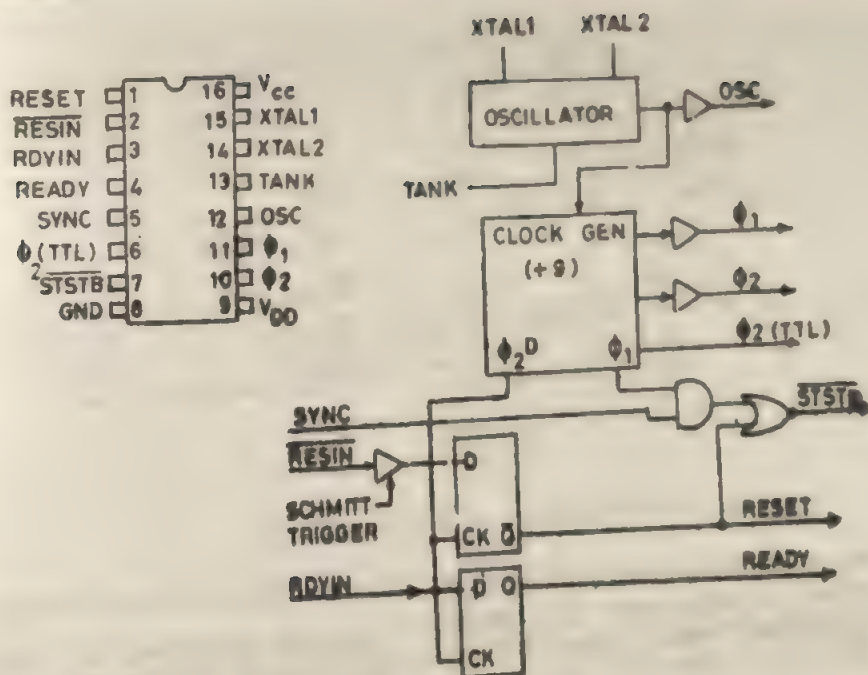 RESET 1
RESIN 2
RDYIN 3
READY 4
SYNC 5
ϕ2(TTL) 6
STSTB 7
GND 8
16 Vcc
15 XTAL1
14 XTAL2
13 TANK
12 OSC
11 ϕ1
10 ϕ2
9 VDD
XTAL1 XTAL 2
OSCILLATOR
OSC
TANK
CLOCK GEN
(÷9)
ϕ1
ϕ2
ϕ2D ϕ1
ϕ2(TTL)
SYNC
STSTB
RESIN
D
SCHMITT
TRIGGER
CK Q
RESET
RDYIN
D Q
READY
CK